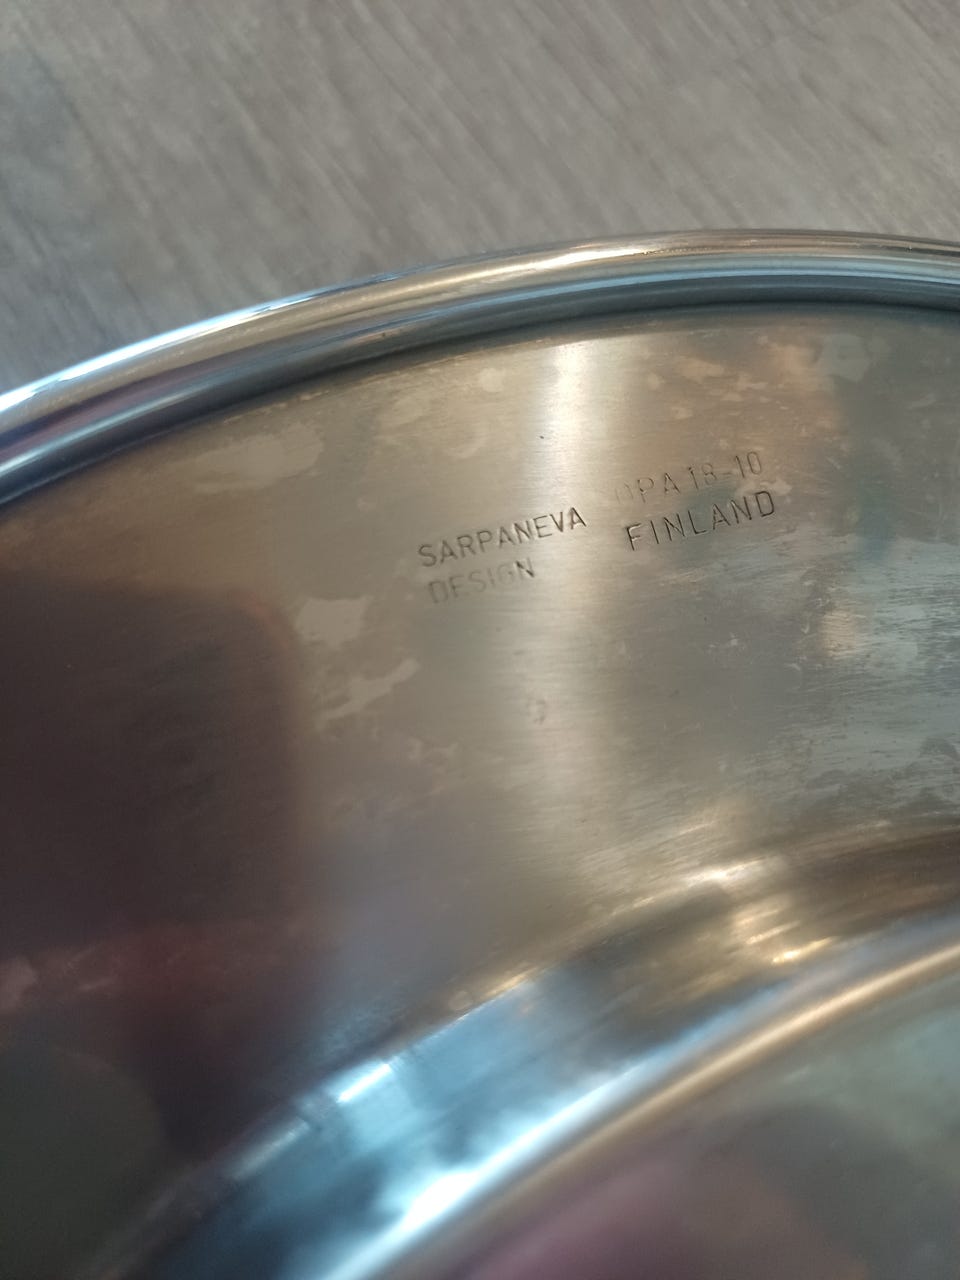 SARPANEVA
DESIGN
OPA 18-10
FINLAND